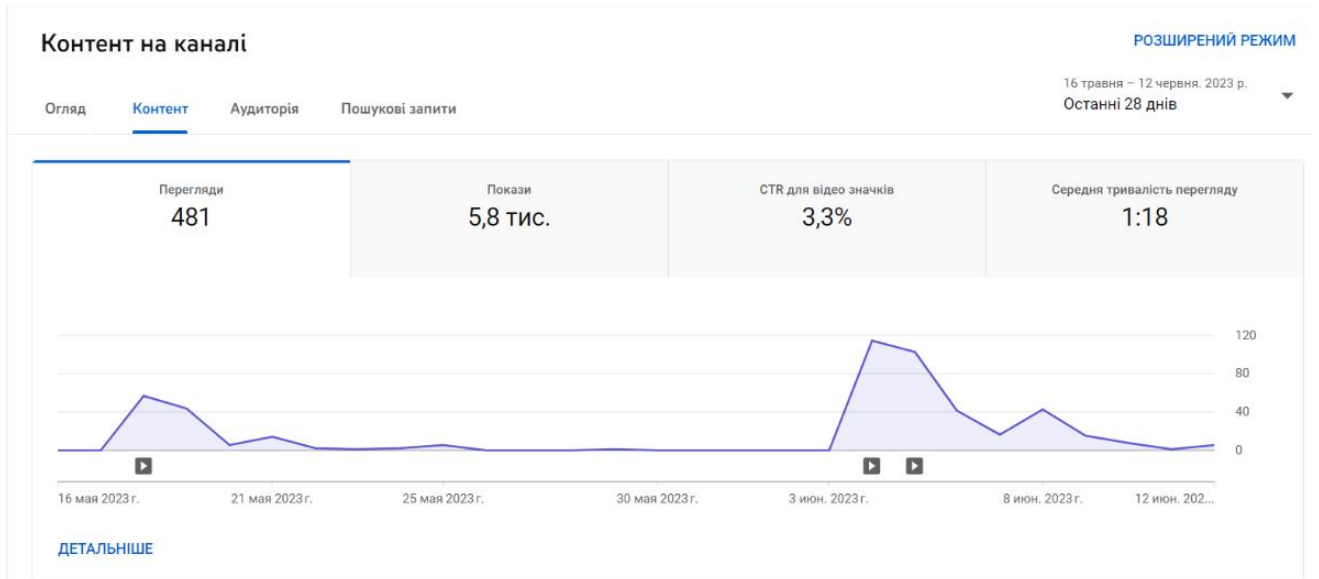 Контент на каналі
РОЗШИРЕНИЙ РЕЖИМ
16 травня – 12 червня. 2023 р.
Останні 28 днів
Огляд Контент Аудиторія Пошукові запити
Перегляди
481
Покази
5,8 тис.
CTR для відео значків
3,3%
Середня тривалість перегляду
1:18
120
80
40
0
16 мая 2023 г. 21 мая 2023 г. 25 мая 2023 г. 30 мая 2023 г. 3 июн. 2023 г. 8 июн. 2023 г. 12 июн. 202...
ДЕТАЛЬНІШЕ